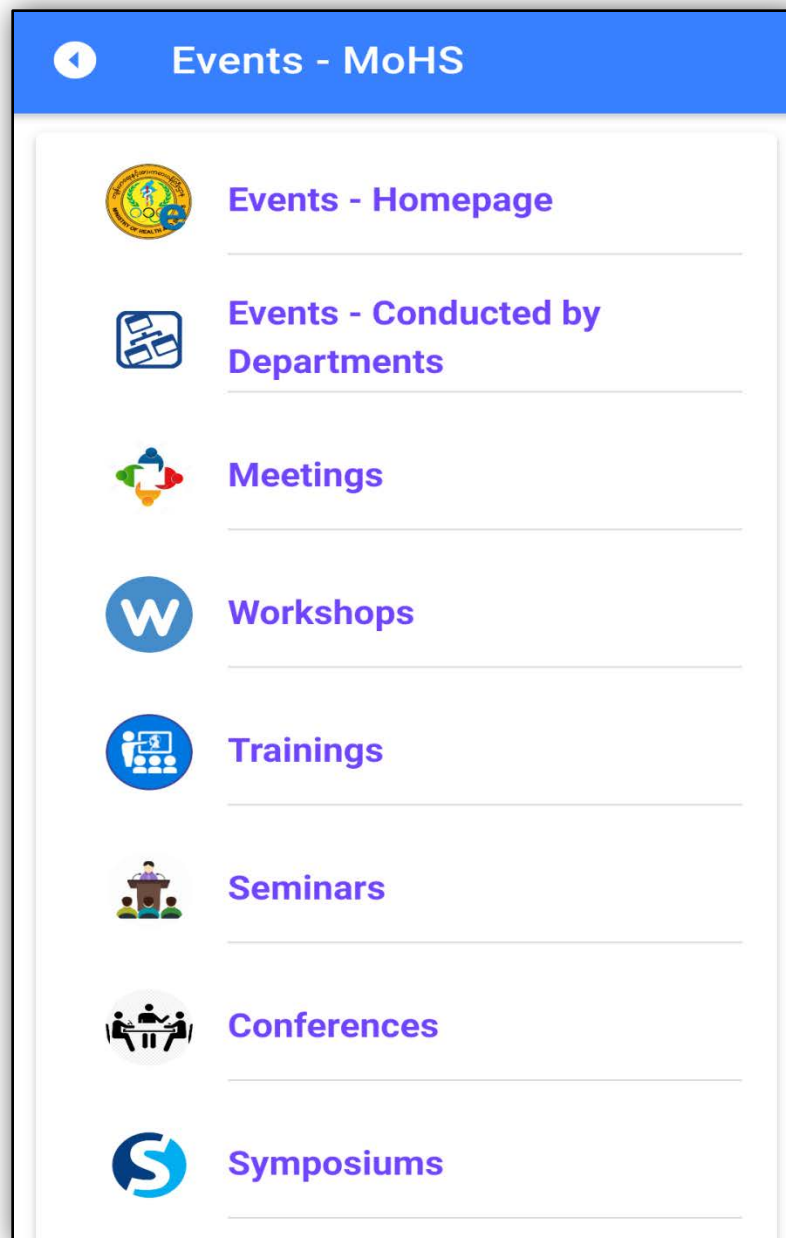 Events - MoHS
Events - Homepage
Events - Conducted by
Departments
Meetings
W
Workshops
Trainings
Seminars
Conferences
S
Symposiums